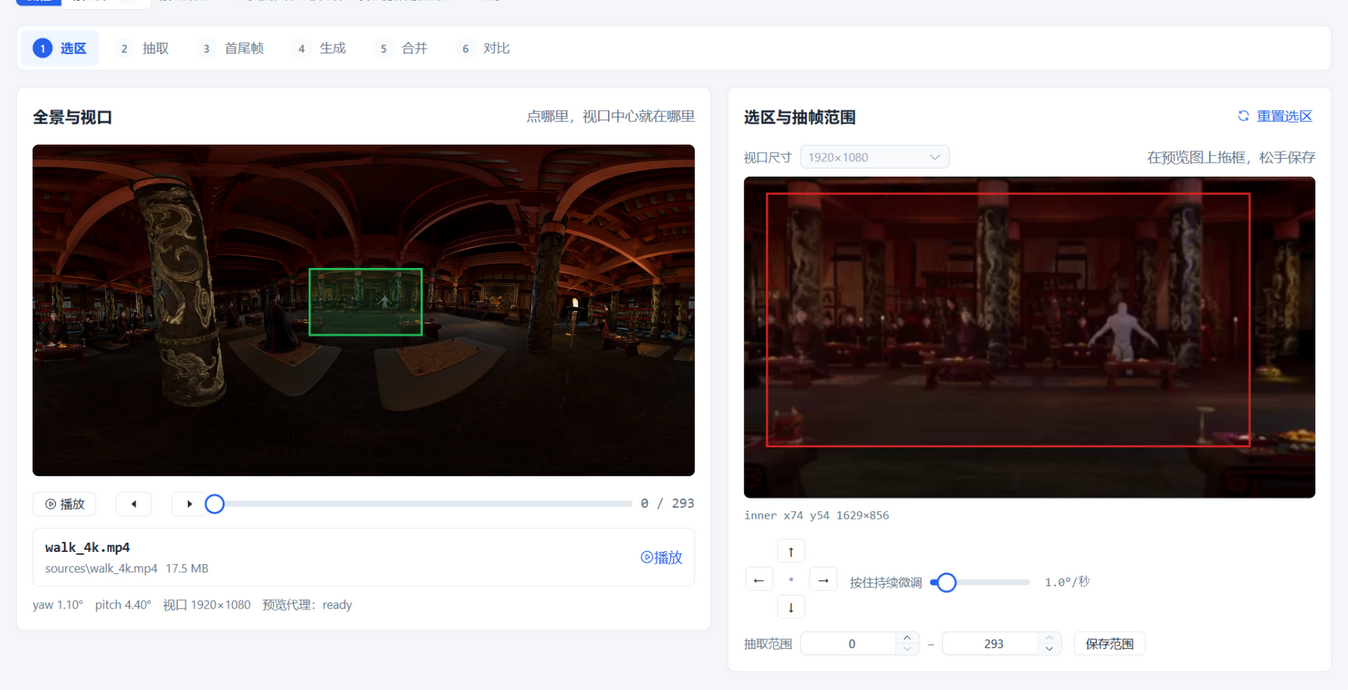 1 选区 2 抽取 3 首尾帧 4 生成 5 合并 6 对比
全景与视口 点哪里，视口中心就在哪里
播放 0 / 293
walk_4k.mp4
sources\walk_4k.mp4 17.5 MB
播放
yaw 1.10° pitch 4.40° 视口 1920×1080 预览代理：ready
选区与抽帧范围 重置选区
视口尺寸 1920×1080 在预览图上拖框，松手保存
inner x74 y54 1629×856
↑
← → 按住持续微调 1.0°/秒
↓
抽取范围 0 – 293 保存范围